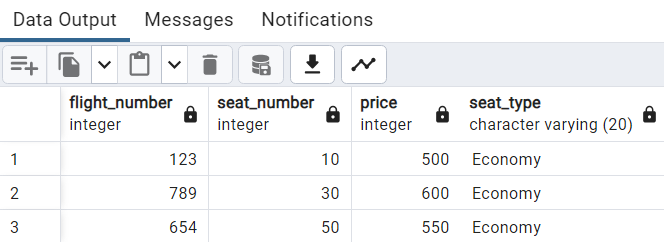 Data Output Messages Notifications
flight_number seat_number price seat_type
integer integer integer character varying (20)
1 123 10 500 Economy
2 789 30 600 Economy
3 654 50 550 Economy